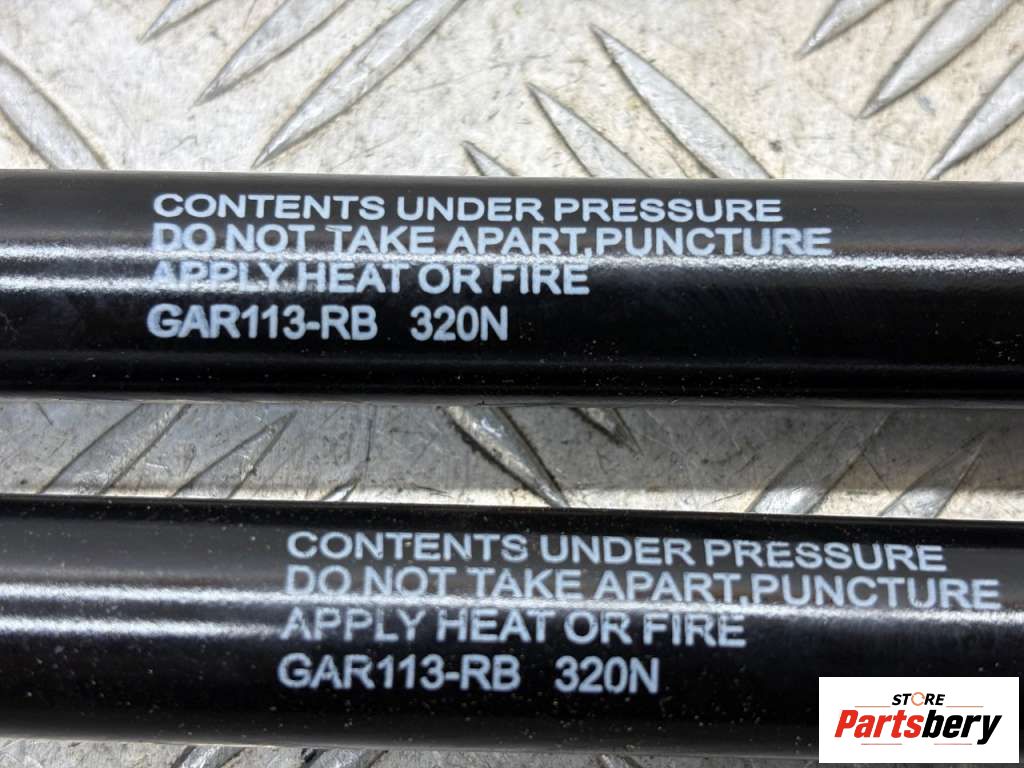 CONTENTS UNDER PRESSURE
DO NOT TAKE APART,PUNCTURE
APPLY HEAT OR FIRE
GAR113-RB 320N
CONTENTS UNDER PRESSURE
DO NOT TAKE APART,PUNCTURE
APPLY HEAT OR FIRE
GAR113-RB 320N
STORE
Partsbery